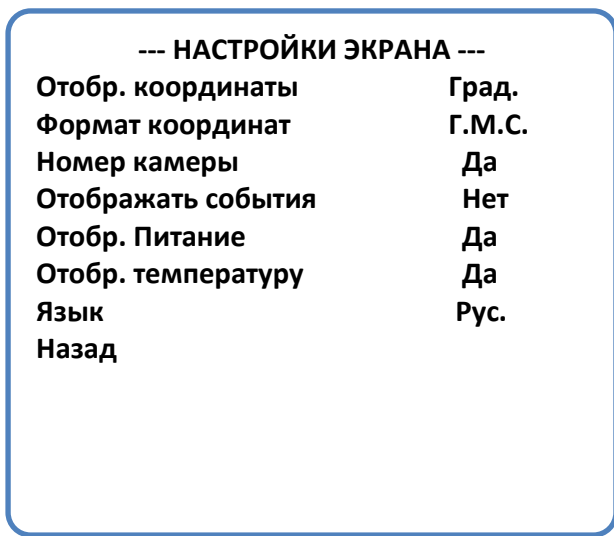 --- НАСТРОЙКИ ЭКРАНА ---
Отобр. координаты Град.
Формат координат Г.М.С.
Номер камеры Да
Отображать события Нет
Отобр. Питание Да
Отобр. температуру Да
Язык Рус.
Назад